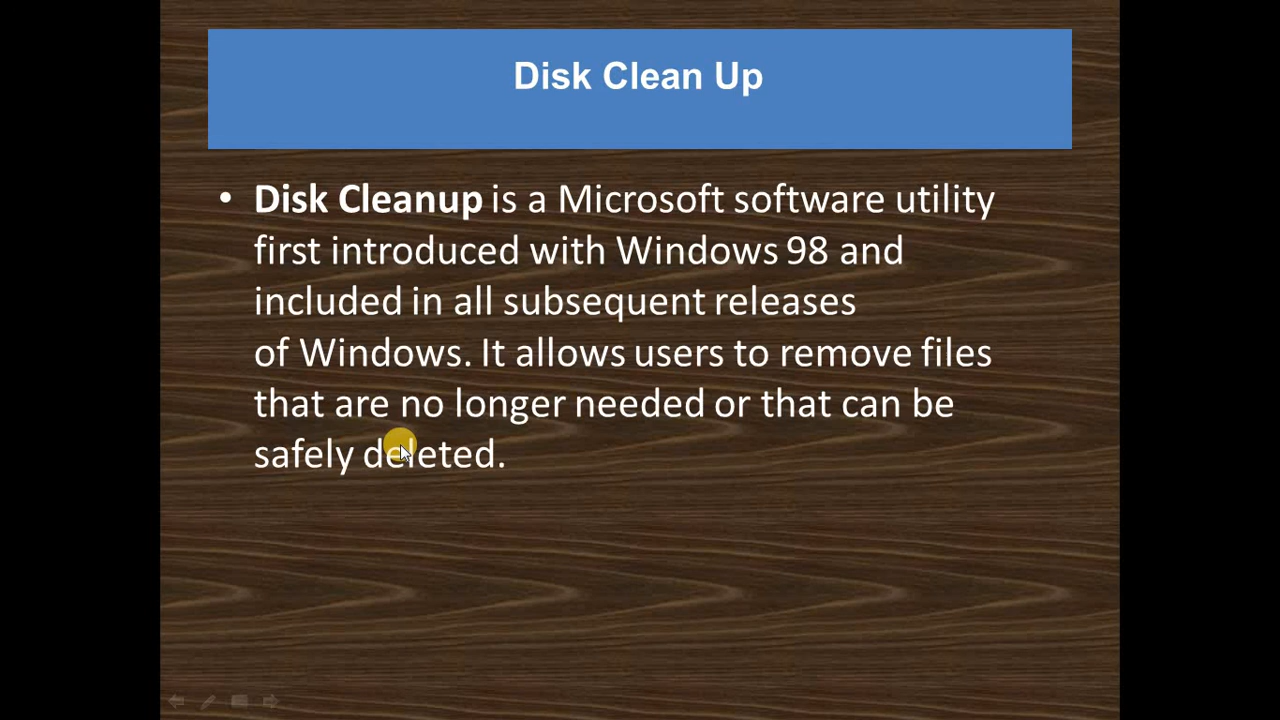 Disk Clean Up
• Disk Cleanup is a Microsoft software utility
first introduced with Windows 98 and
included in all subsequent releases
of Windows. It allows users to remove files
that are no longer needed or that can be
safely deleted.